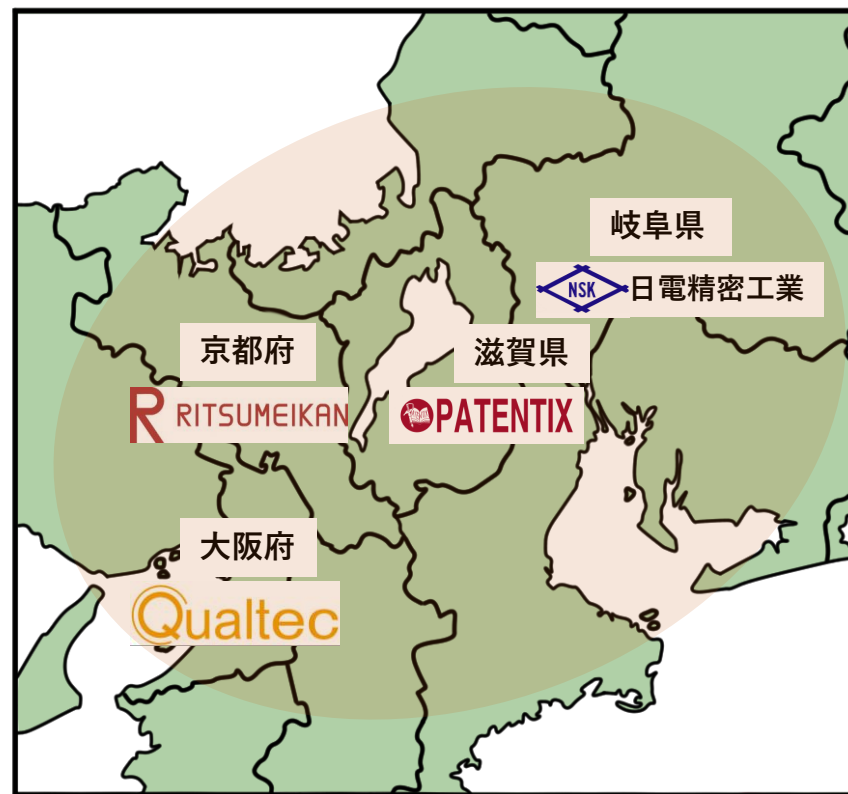 岐阜県
NSK 日電精密工業
京都府
滋賀県
RITSUMEIKAN
PATENTIX
大阪府
Qualtec